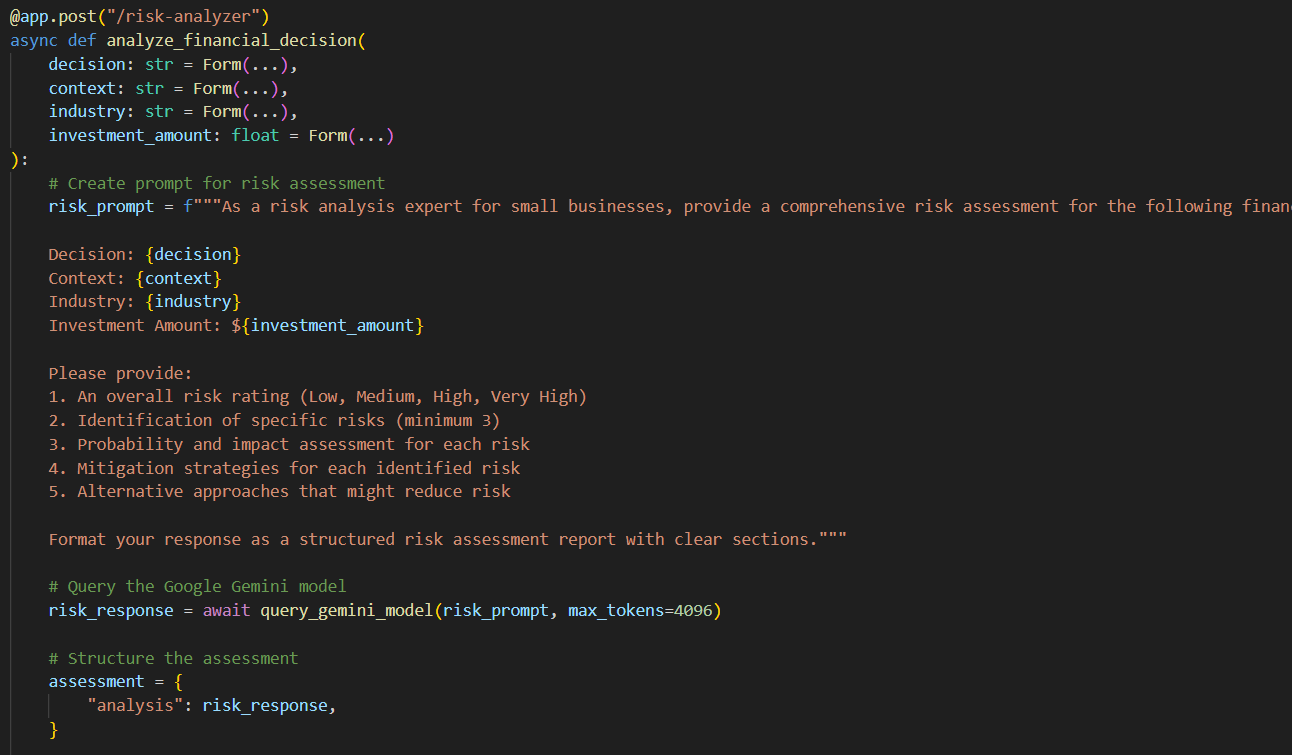 @app.post("/risk-analyzer")
async def analyze_financial_decision(
    decision: str = Form(...),
    context: str = Form(...),
    industry: str = Form(...),
    investment_amount: float = Form(...)
):
    # Create prompt for risk assessment
    risk_prompt = f"""As a risk analysis expert for small businesses, provide a comprehensive risk assessment for the following finan

    Decision: {decision}
    Context: {context}
    Industry: {industry}
    Investment Amount: ${investment_amount}

    Please provide:
    1. An overall risk rating (Low, Medium, High, Very High)
    2. Identification of specific risks (minimum 3)
    3. Probability and impact assessment for each risk
    4. Mitigation strategies for each identified risk
    5. Alternative approaches that might reduce risk

    Format your response as a structured risk assessment report with clear sections."""

    # Query the Google Gemini model
    risk_response = await query_gemini_model(risk_prompt, max_tokens=4096)

    # Structure the assessment
    assessment = {
        "analysis": risk_response,
    }